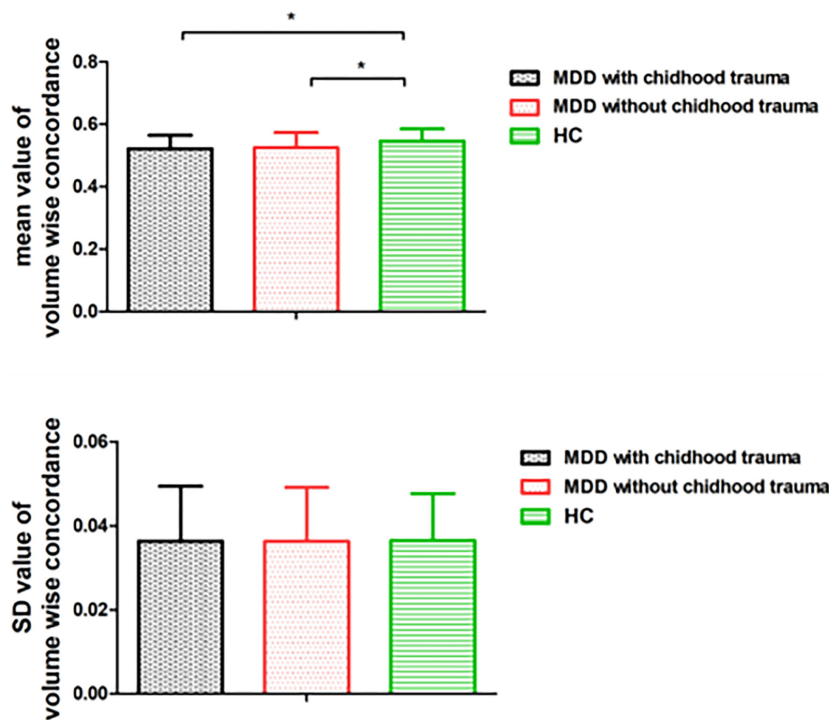 *
*
0.8
0.6
0.4
0.2
0.0
mean value of
volume wise concordance
MDD with chidhood trauma
MDD without chidhood trauma
HC
0.06
0.04
0.02
0.00
SD value of
volume wise concordance
MDD with chidhood trauma
MDD without chidhood trauma
HC